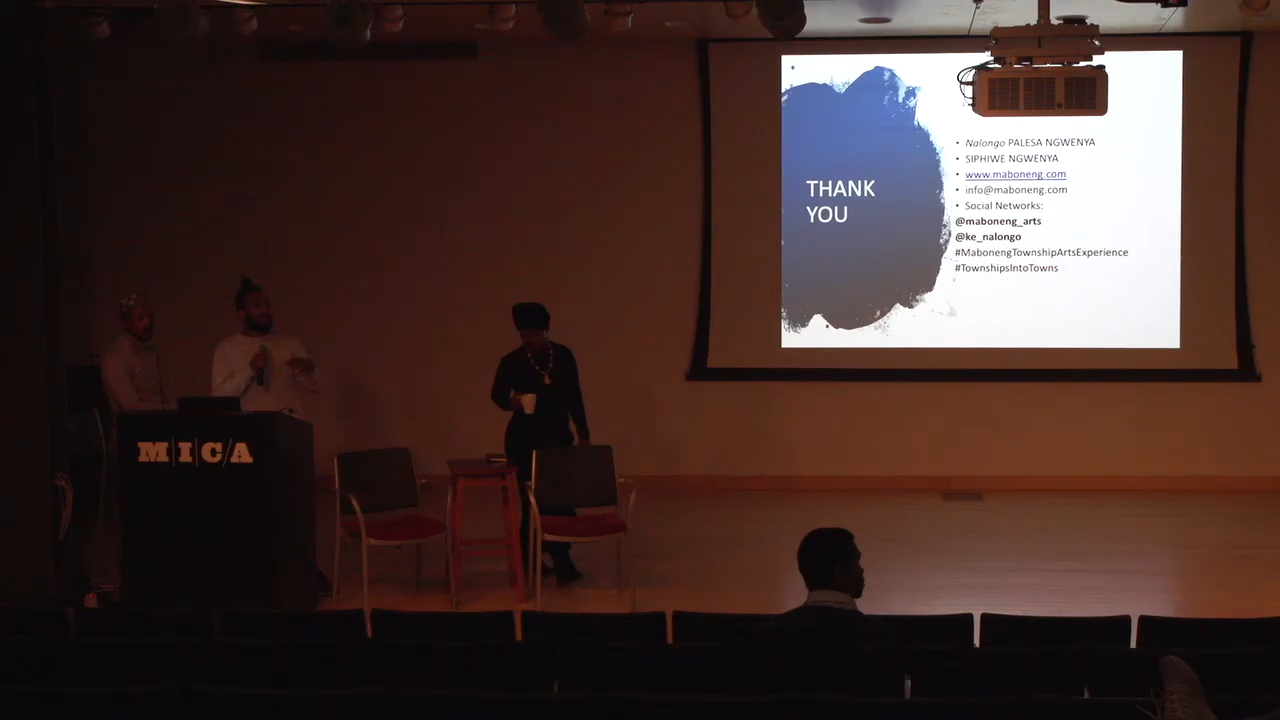 THANK
YOU
• Nalongo PALESA NGWENYA
• SIPHIWE NGWENYA
• www.maboneng.com
• info@maboneng.com
• Social Networks:
@maboneng_arts
@ke_nalongo
#MabonengTownshipArtsExperience
#TownshipsIntoTowns
M|I|C|A